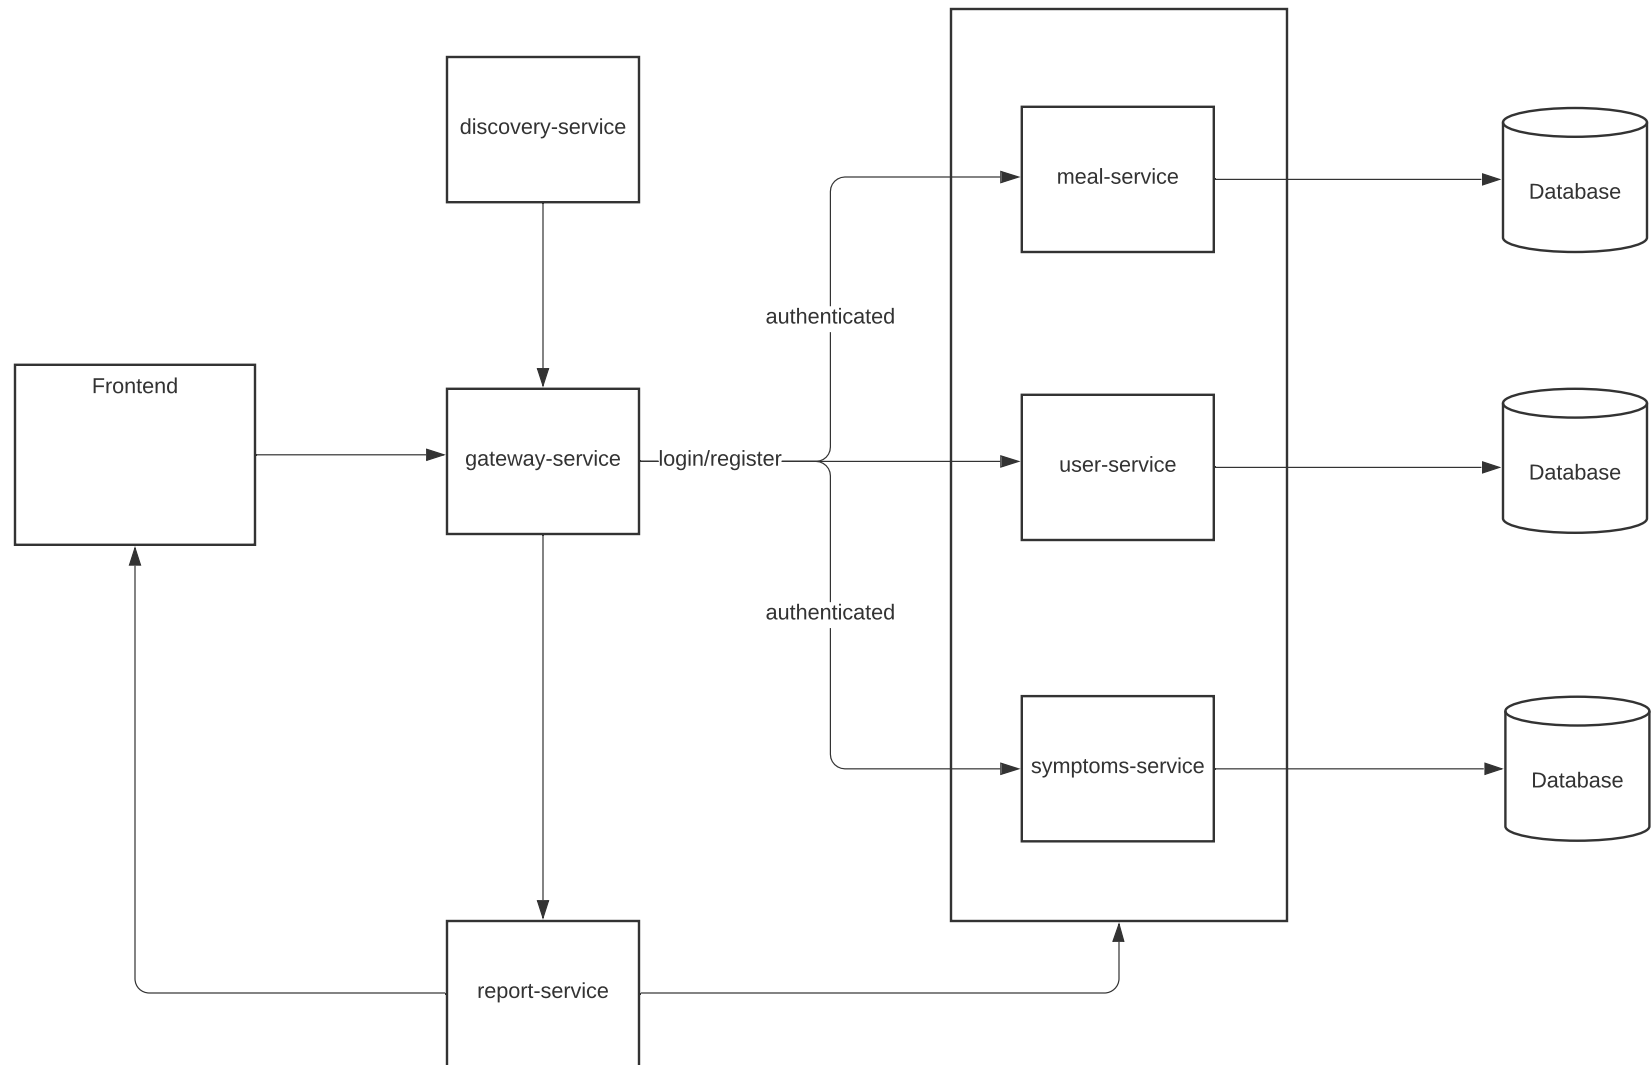 discovery-service
meal-service
Database
authenticated
Frontend
gateway-service
login/register
user-service
Database
authenticated
symptoms-service
Database
report-service